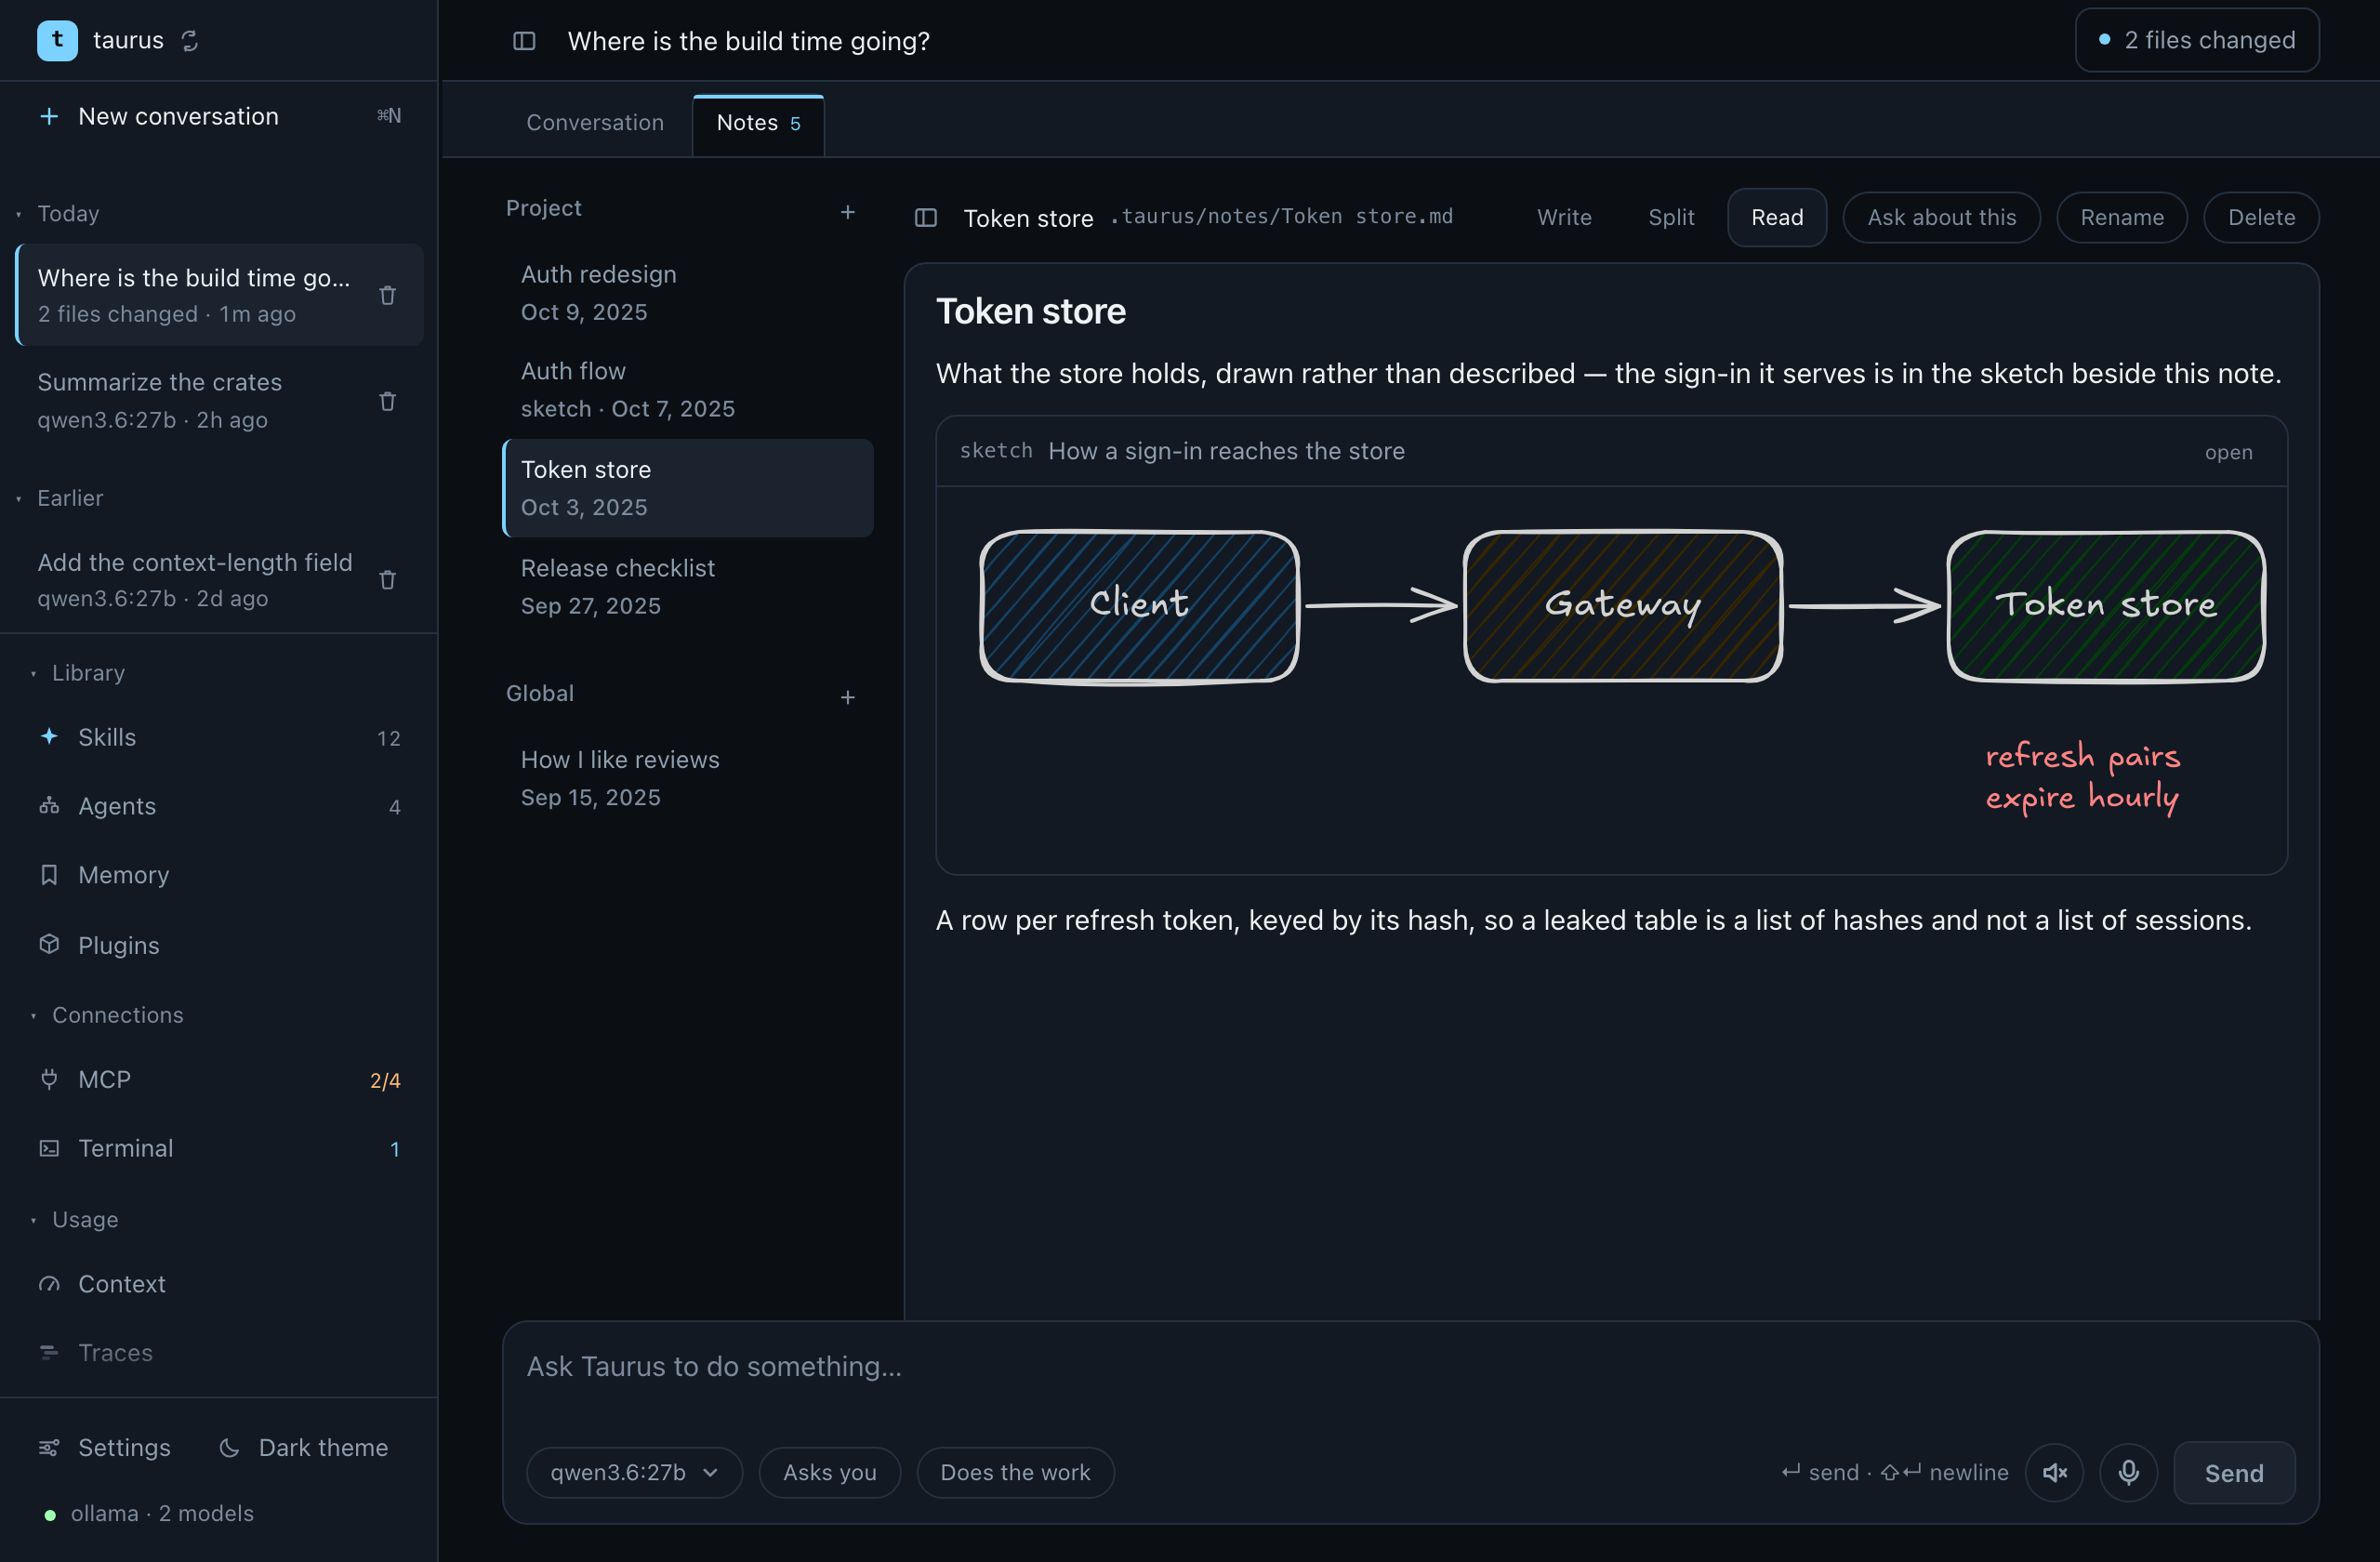 t taurus
New conversation ⌘N
Today
Where is the build time go...
2 files changed · 1m ago
Summarize the crates
qwen3.6:27b · 2h ago
Earlier
Add the context-length field
qwen3.6:27b · 2d ago
Library
Skills 12
Agents 4
Memory
Plugins
Connections
MCP 2/4
Terminal 1
Usage
Context
Traces
Settings Dark theme
ollama · 2 models
Where is the build time going? 2 files changed
Conversation Notes 5
Project +
Auth redesign
Oct 9, 2025
Auth flow
sketch · Oct 7, 2025
Token store
Oct 3, 2025
Release checklist
Sep 27, 2025
Global +
How I like reviews
Sep 15, 2025
Token store .taurus/notes/Token store.md Write Split Read Ask about this Rename Delete
Token store
What the store holds, drawn rather than described — the sign-in it serves is in the sketch beside this note.
sketch How a sign-in reaches the store open
Client Gateway Token store
refresh pairs
expire hourly
A row per refresh token, keyed by its hash, so a leaked table is a list of hashes and not a list of sessions.
Ask Taurus to do something...
qwen3.6:27b Asks you Does the work ↵ send · ⇧↵ newline Send